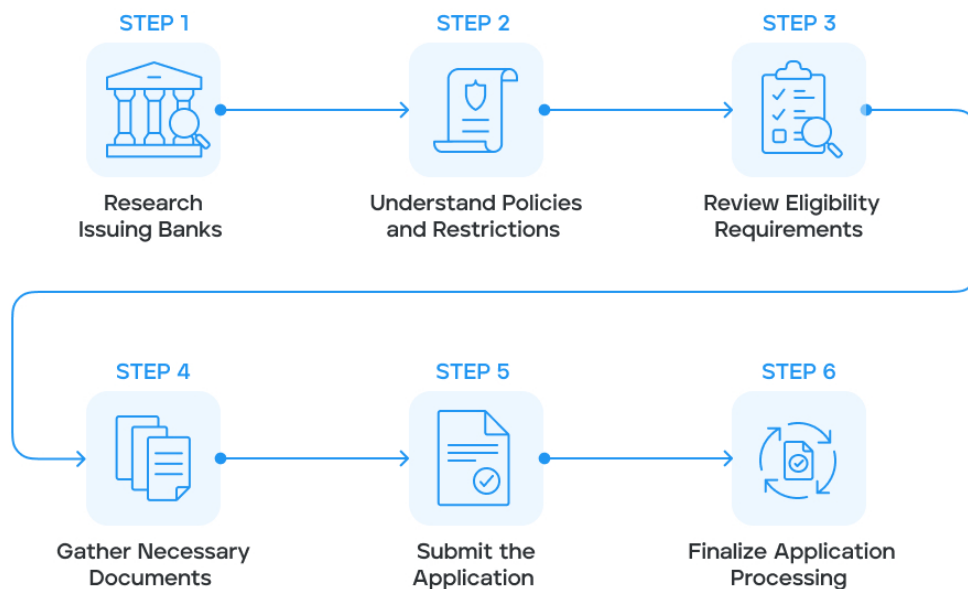 STEP 1
Research
Issuing Banks
STEP 2
Understand Policies
and Restrictions
STEP 3
Review Eligibility
Requirements
STEP 4
Gather Necessary
Documents
STEP 5
Submit the
Application
STEP 6
Finalize Application
Processing